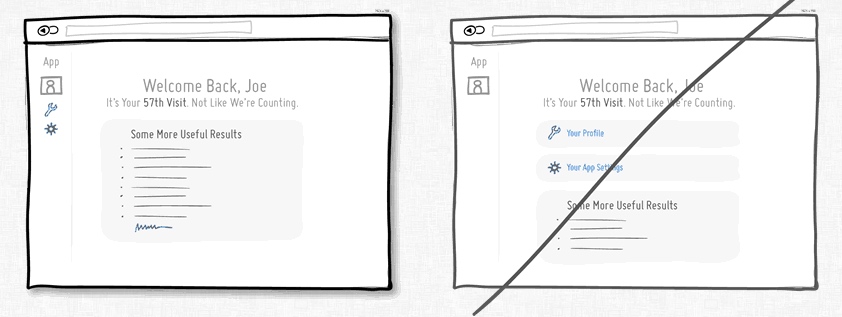 App
Welcome Back, Joe
It's Your 57th Visit. Not Like We're Counting.
Some More Useful Results
App
Welcome Back, Joe
It's Your 57th Visit. Not Like We're Counting.
Your Profile
Your App Settings
Some More Useful Results